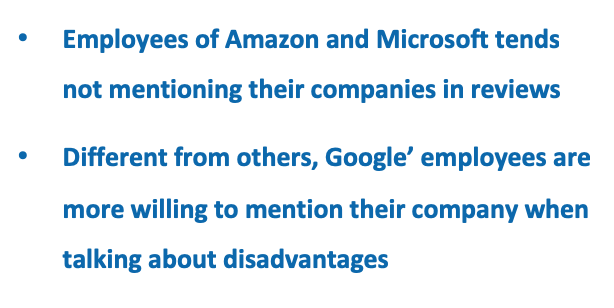 • Employees of Amazon and Microsoft tends
not mentioning their companies in reviews
• Different from others, Google’ employees are
more willing to mention their company when
talking about disadvantages